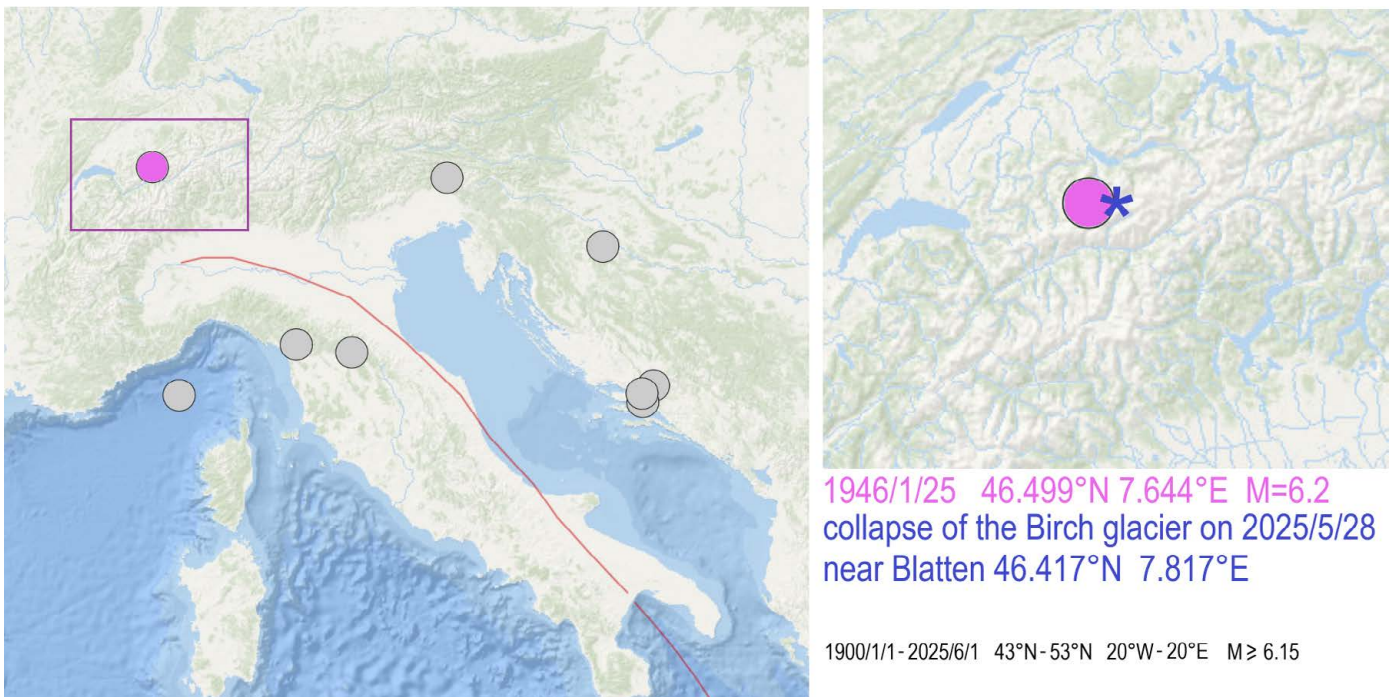 1946/1/25 46.499°N 7.644°E M=6.2
collapse of the Birch glacier on 2025/5/28
near Blatten 46.417°N 7.817°E
1900/1/1 - 2025/6/1 43°N - 53°N 20°W - 20°E M ≥ 6.15